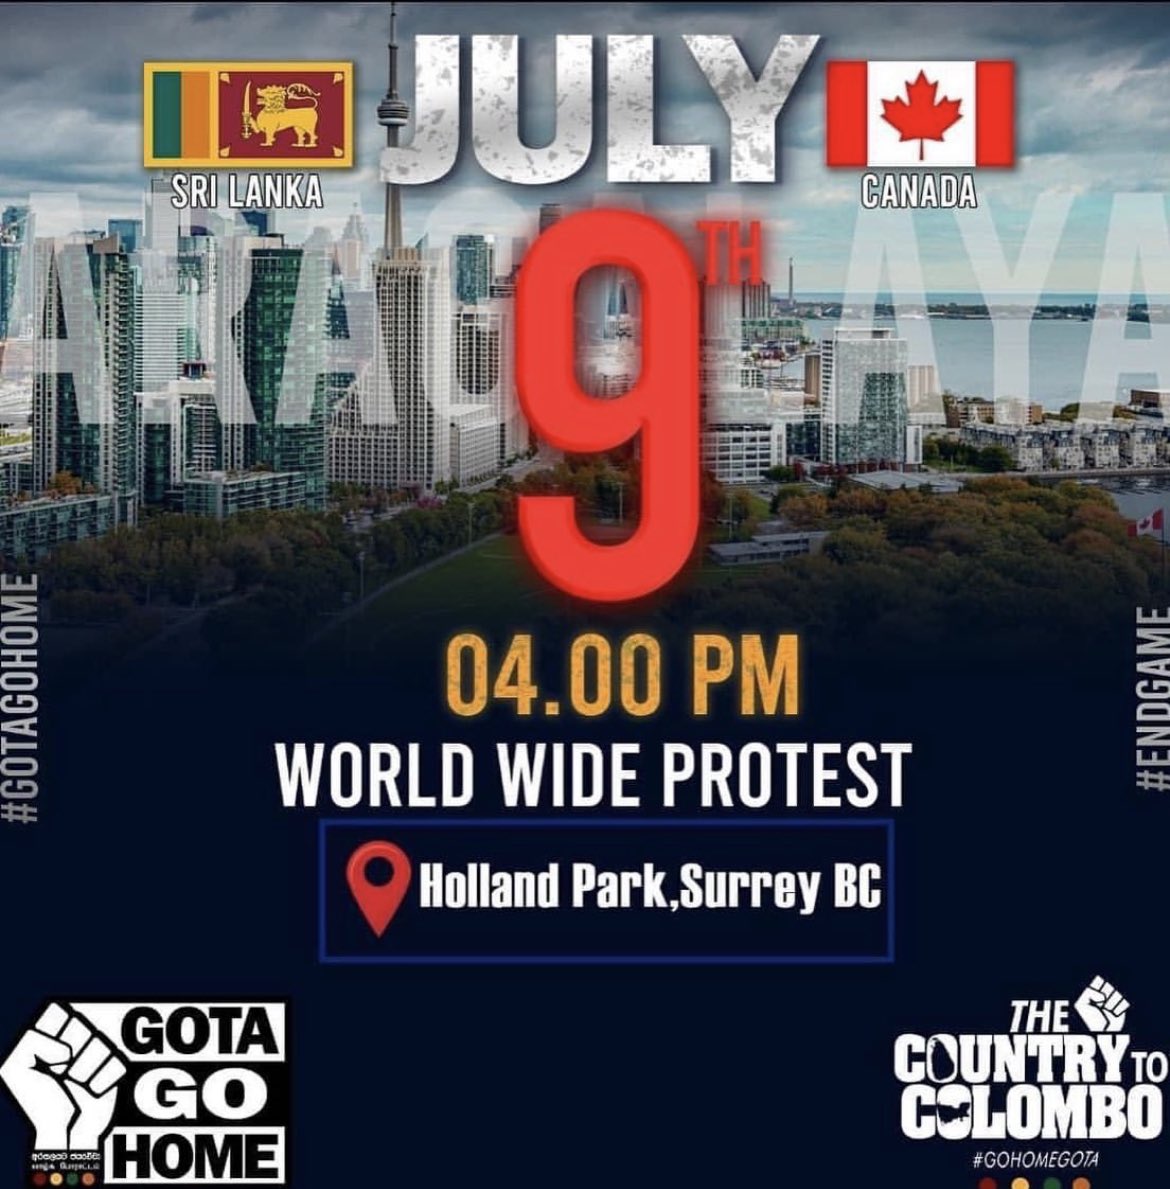 JULY
SRI LANKA
CANADA
9TH
ARAGALAYA
#GOTAGOHOME
#ENDGAME
04.00 PM
WORLD WIDE PROTEST
Holland Park,Surrey BC
GOTA
GO
HOME
THE
COUNTRY TO
COLOMBO
#GOHOMEGOTA